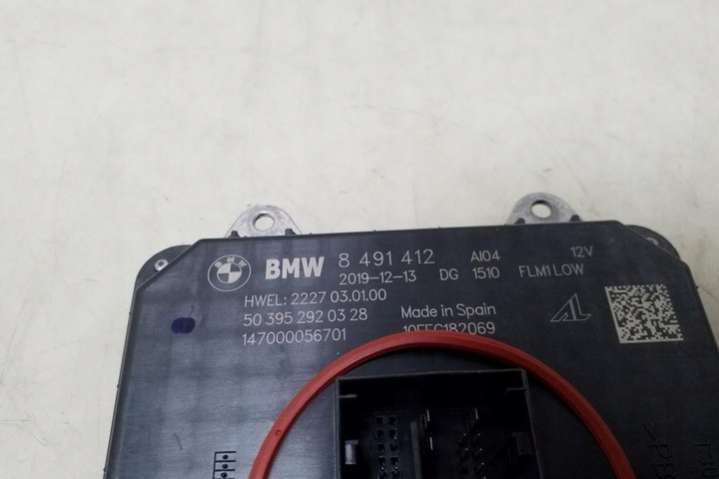 BMW 8 491 412 AI04 12V
2019-12-13 DG 1510 FLM1 LOW
HWEL: 2227 03.01.00
50 395 292 03 28 Made in Spain
147000056701